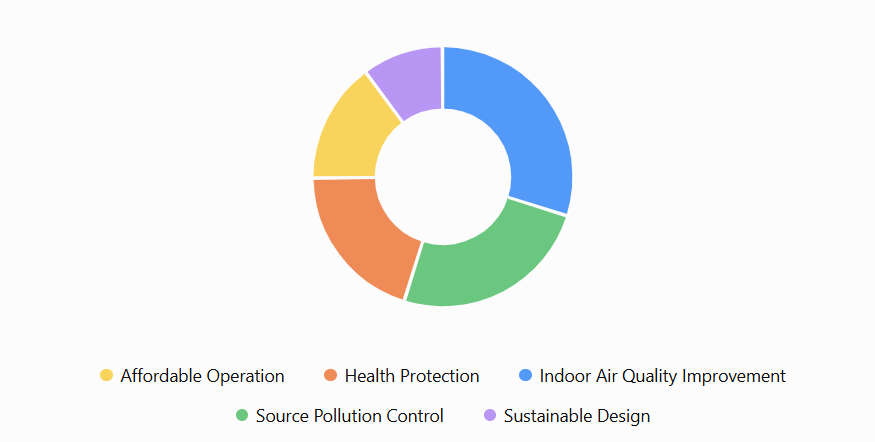 Affordable Operation Health Protection Indoor Air Quality Improvement
Source Pollution Control Sustainable Design